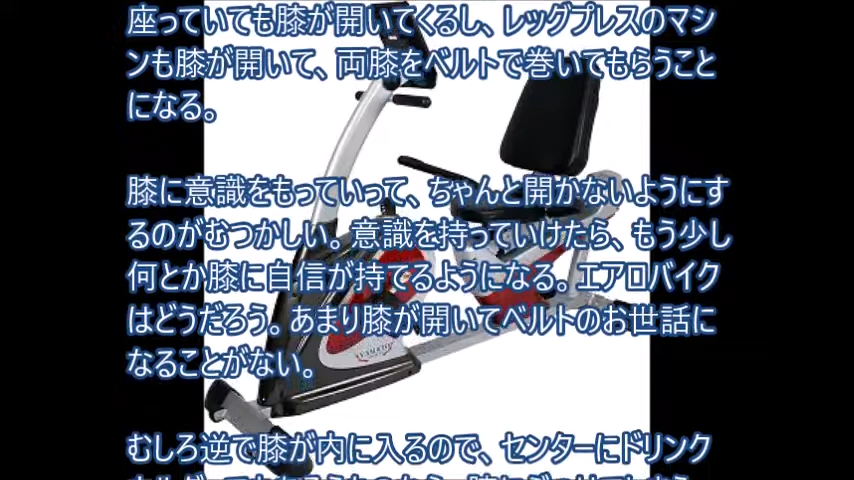 座っていても膝が開いてくるし、レッグプレスのマシ
ンも膝が開いて、両膝をベルトで巻いてもらうこと
になる。
膝に意識をもっていって、ちゃんと開かないようにす
るのがむつかしい。意識を持っていけたら、もう少し
何とか膝に自信が持てるようになる。エアロバイク
はどうだろう。あまり膝が開いてベルトのお世話に
なることがない。
むしろ逆で膝が内に入るので、センターにドリンク